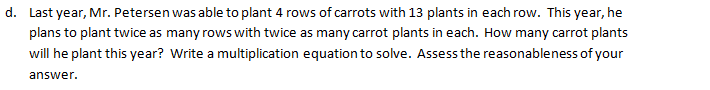 d. Last year, Mr. Petersen was able to plant 4 rows of carrots with 13 plants in each row. This year, he
plans to plant twice as many rows with twice as many carrot plants in each. How many carrot plants
will he plant this year? Write a multiplication equation to solve. Assess the reasonableness of your
answer.